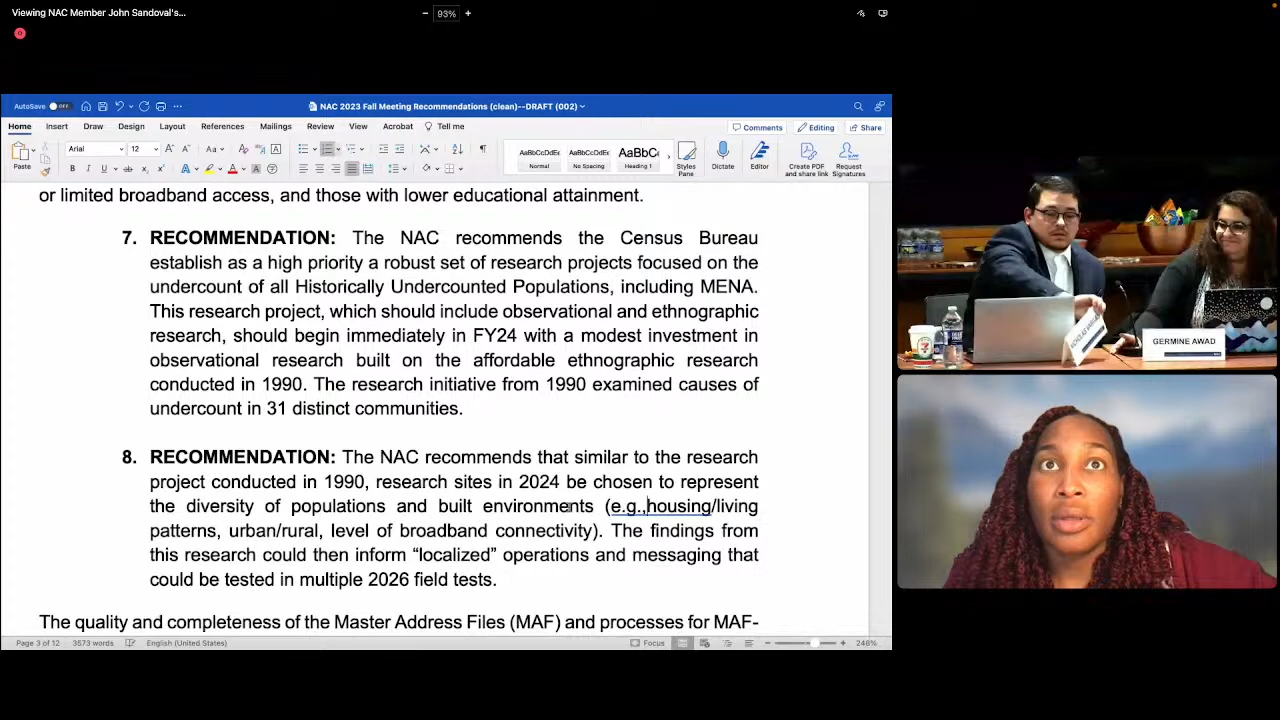 Viewing NAC Member John Sandoval's...
93%
AutoSave OFF
NAC 2023 Fall Meeting Recommendations (clean)--DRAFT (002)
Home Insert Draw Design Layout References Mailings Review View Acrobat Tell me
Comments Editing Share
Paste
Arial 12
AaBbCcDdEe AaBbCcDdEe AaBbC
Normal No Spacing Heading 1
Styles Pane
Dictate
Editor
Create PDF and share link
Request Signatures
or limited broadband access, and those with lower educational attainment.
7. RECOMMENDATION: The NAC recommends the Census Bureau
establish as a high priority a robust set of research projects focused on the
undercount of all Historically Undercounted Populations, including MENA.
This research project, which should include observational and ethnographic
research, should begin immediately in FY24 with a modest investment in
observational research built on the affordable ethnographic research
conducted in 1990. The research initiative from 1990 examined causes of
undercount in 31 distinct communities.
8. RECOMMENDATION: The NAC recommends that similar to the research
project conducted in 1990, research sites in 2024 be chosen to represent
the diversity of populations and built environments (e.g.,housing/living
patterns, urban/rural, level of broadband connectivity). The findings from
this research could then inform “localized” operations and messaging that
could be tested in multiple 2026 field tests.
The quality and completeness of the Master Address Files (MAF) and processes for MAF-
Page 3 of 12 3573 words English (United States) Focus 246%
GERMINE AWAD